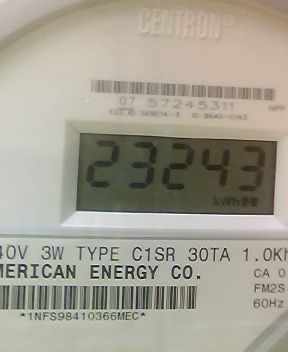 CENTRON®
07 57245311
23243
kWh
40V 3W TYPE C1SR 30TA 1.0Kh
MERICAN ENERGY CO.
CA 0
FM2S
60Hz
*1NFS98410366MEC*